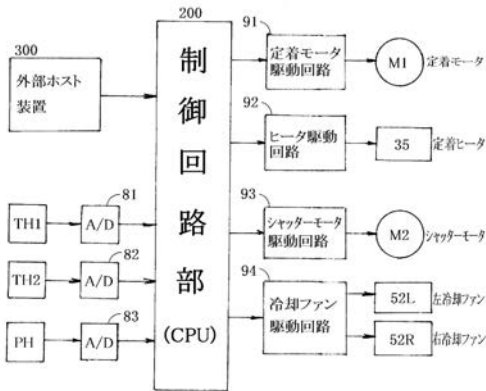 200
制御回路部
(CPU)
300
外部ホスト
装置
TH1
A/D
81
TH2
A/D
82
PH
A/D
83
91
定着モータ
駆動回路
M1
定着モータ
92
ヒータ駆動
回路
35
定着ヒータ
93
シャッターモータ
駆動回路
M2
シャッターモータ
94
冷却ファン
駆動回路
52L
左冷却ファン
52R
右冷却ファン